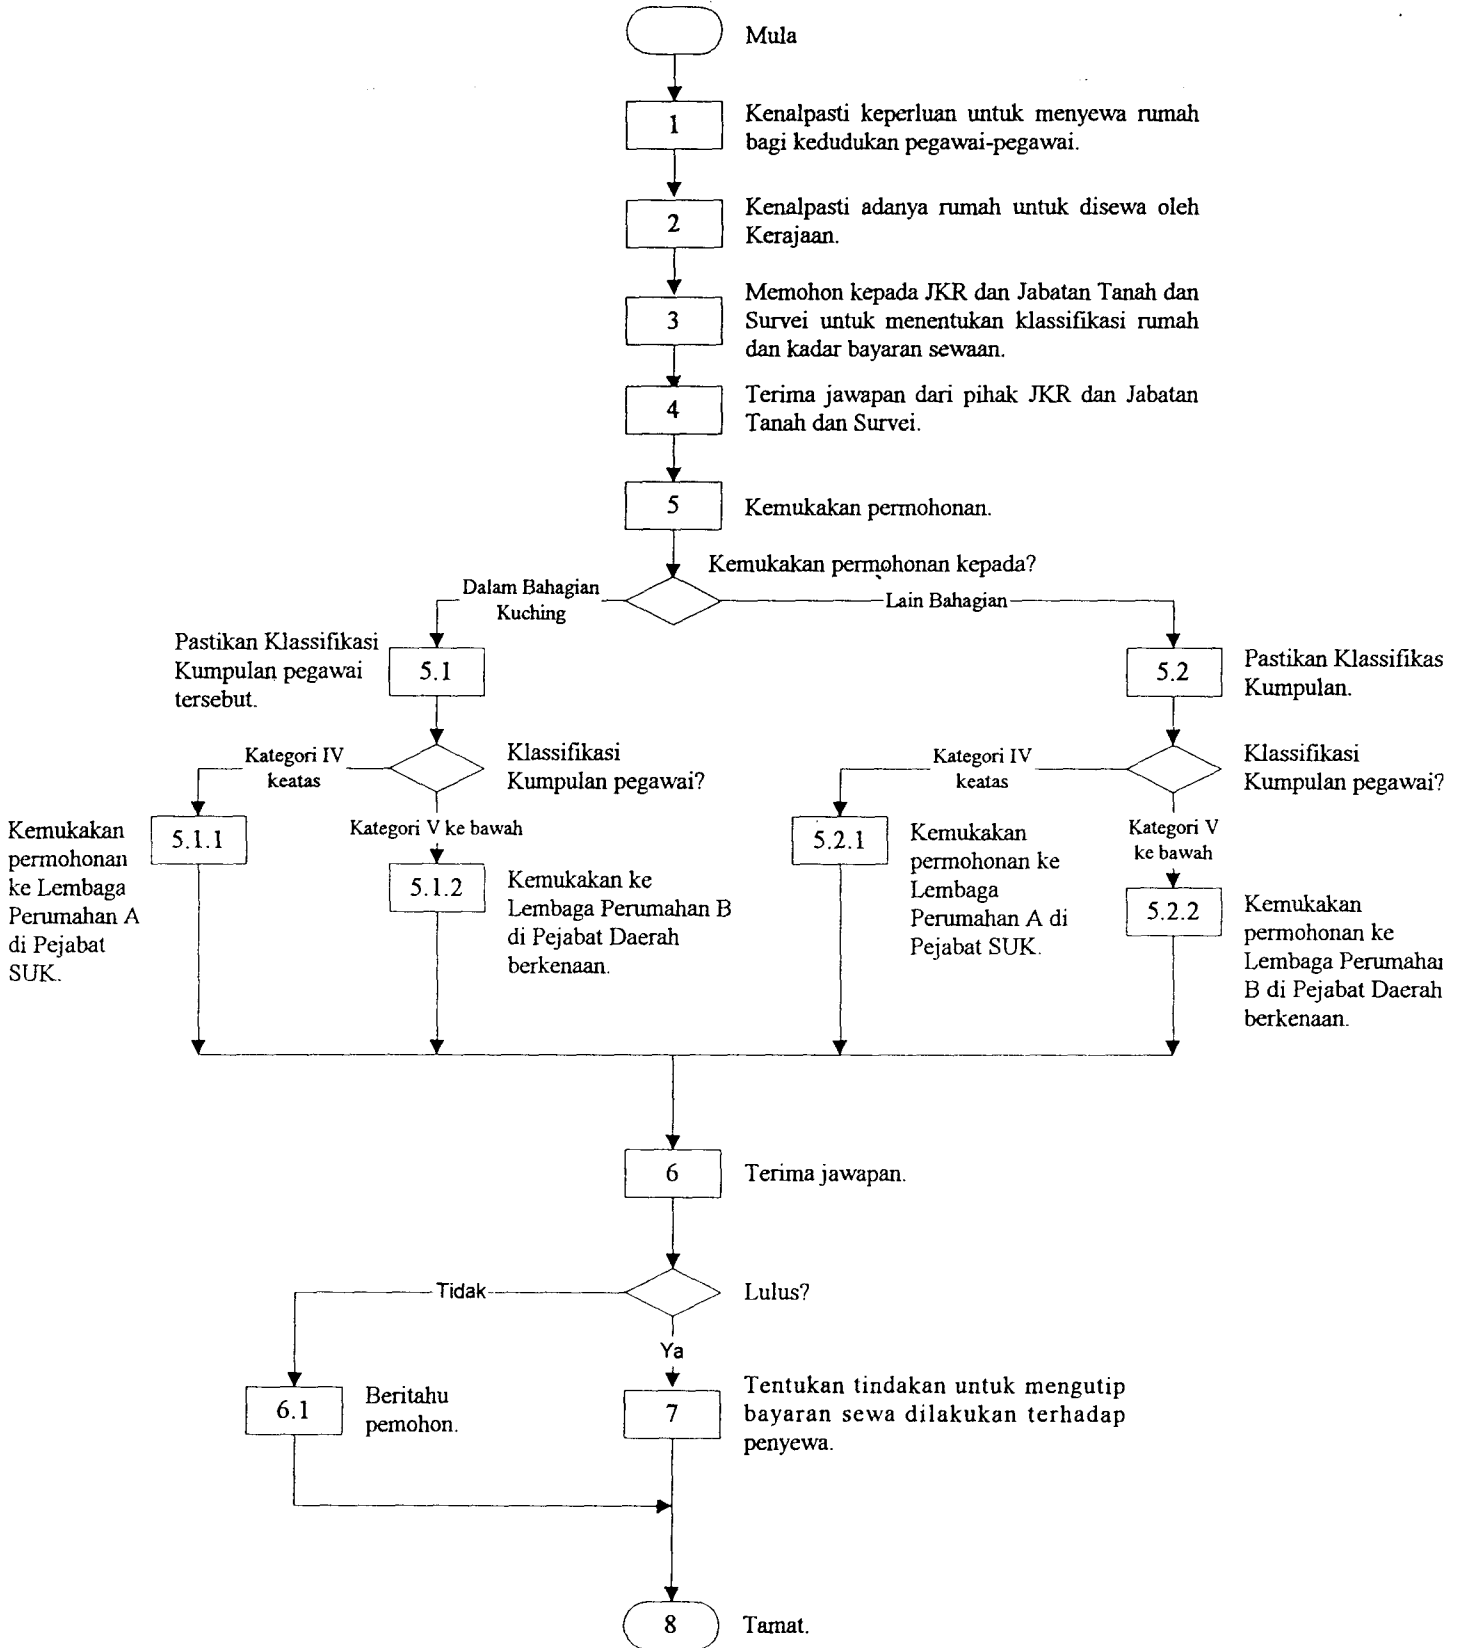 Mula
1
Kenalpasti keperluan untuk menyewa rumah
bagi kedudukan pegawai-pegawai.
2
Kenalpasti adanya rumah untuk disewa oleh
Kerajaan.
3
Memohon kepada JKR dan Jabatan Tanah dan
Survei untuk menentukan klassifikasi rumah
dan kadar bayaran sewaan.
4
Terima jawapan dari pihak JKR dan Jabatan
Tanah dan Survei.
5
Kemukakan permohonan.
Kemukakan permohonan kepada?
Dalam Bahagian
Kuching
Lain Bahagian
Pastikan Klassifikasi
Kumpulan pegawai
tersebut.
5.1
5.2
Pastikan Klassifikas
Kumpulan.
Kategori IV
keatas
Klassifikasi
Kumpulan pegawai?
Kategori IV
keatas
Klassifikasi
Kumpulan pegawai?
Kemukakan
permohonan
ke Lembaga
Perumahan A
di Pejabat
SUK.
5.1.1
Kategori V ke bawah
5.1.2
Kemukakan ke
Lembaga Perumahan B
di Pejabat Daerah
berkenaan.
5.2.1
Kemukakan
permohonan ke
Lembaga
Perumahan A di
Pejabat SUK.
Kategori V
ke bawah
5.2.2
Kemukakan
permohonan ke
Lembaga Perumahai
B di Pejabat Daerah
berkenaan.
6
Terima jawapan.
Tidak
Lulus?
Ya
6.1
Beritahu
pemohon.
7
Tentukan tindakan untuk mengutip
bayaran sewa dilakukan terhadap
penyewa.
8
Tamat.